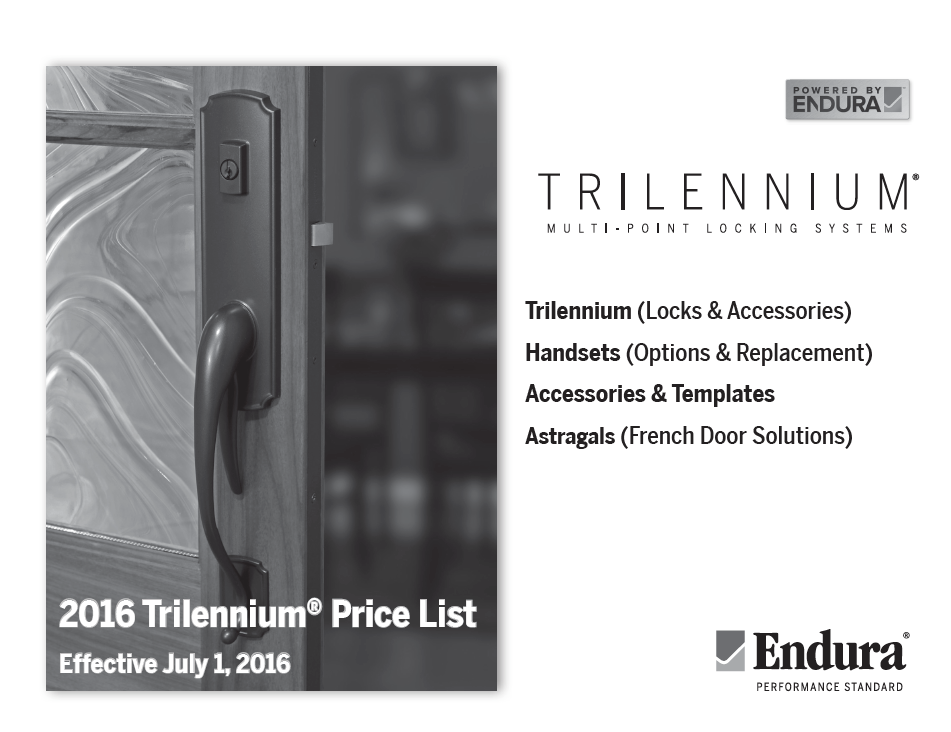 POWERED BY
ENDURA
TRILENNIUM®
MULTI-POINT LOCKING SYSTEMS
Trilennium (Locks & Accessories)
Handsets (Options & Replacement)
Accessories & Templates
Astragals (French Door Solutions)
2016 Trilennium® Price List
Effective July 1, 2016
Endura®
PERFORMANCE STANDARD